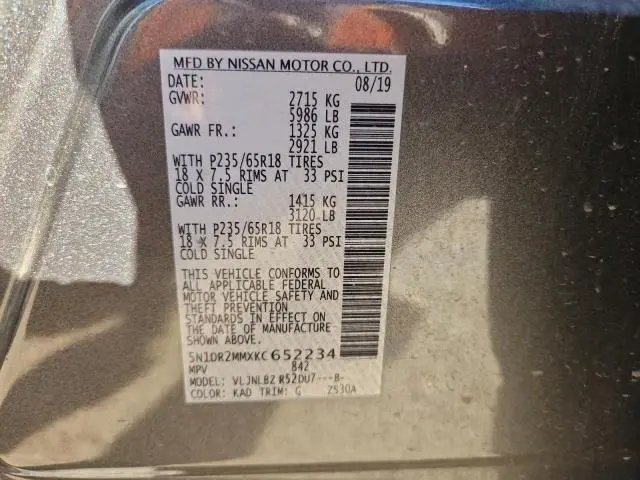 MFD BY NISSAN MOTOR CO., LTD.
DATE: 08/19
GVWR: 2715 KG
5986 LB
GAWR FR.: 1325 KG
2921 LB
WITH P235/65R18 TIRES
18 X 7.5 RIMS AT 33 PSI
COLD SINGLE
GAWR RR.: 1415 KG
3120 LB
WITH P235/65R18 TIRES
18 X 7.5 RIMS AT 33 PSI
COLD SINGLE
THIS VEHICLE CONFORMS TO
ALL APPLICABLE FEDERAL
MOTOR VEHICLE SAFETY AND
THEFT PREVENTION
STANDARDS IN EFFECT ON
THE DATE OF MANUFACTURE
SHOWN ABOVE.
5N1DR2MMXKC652234
MPV 842
MODEL: VLJNLBZ R52DU7---B-
COLOR: KAD TRIM: G ZS30A